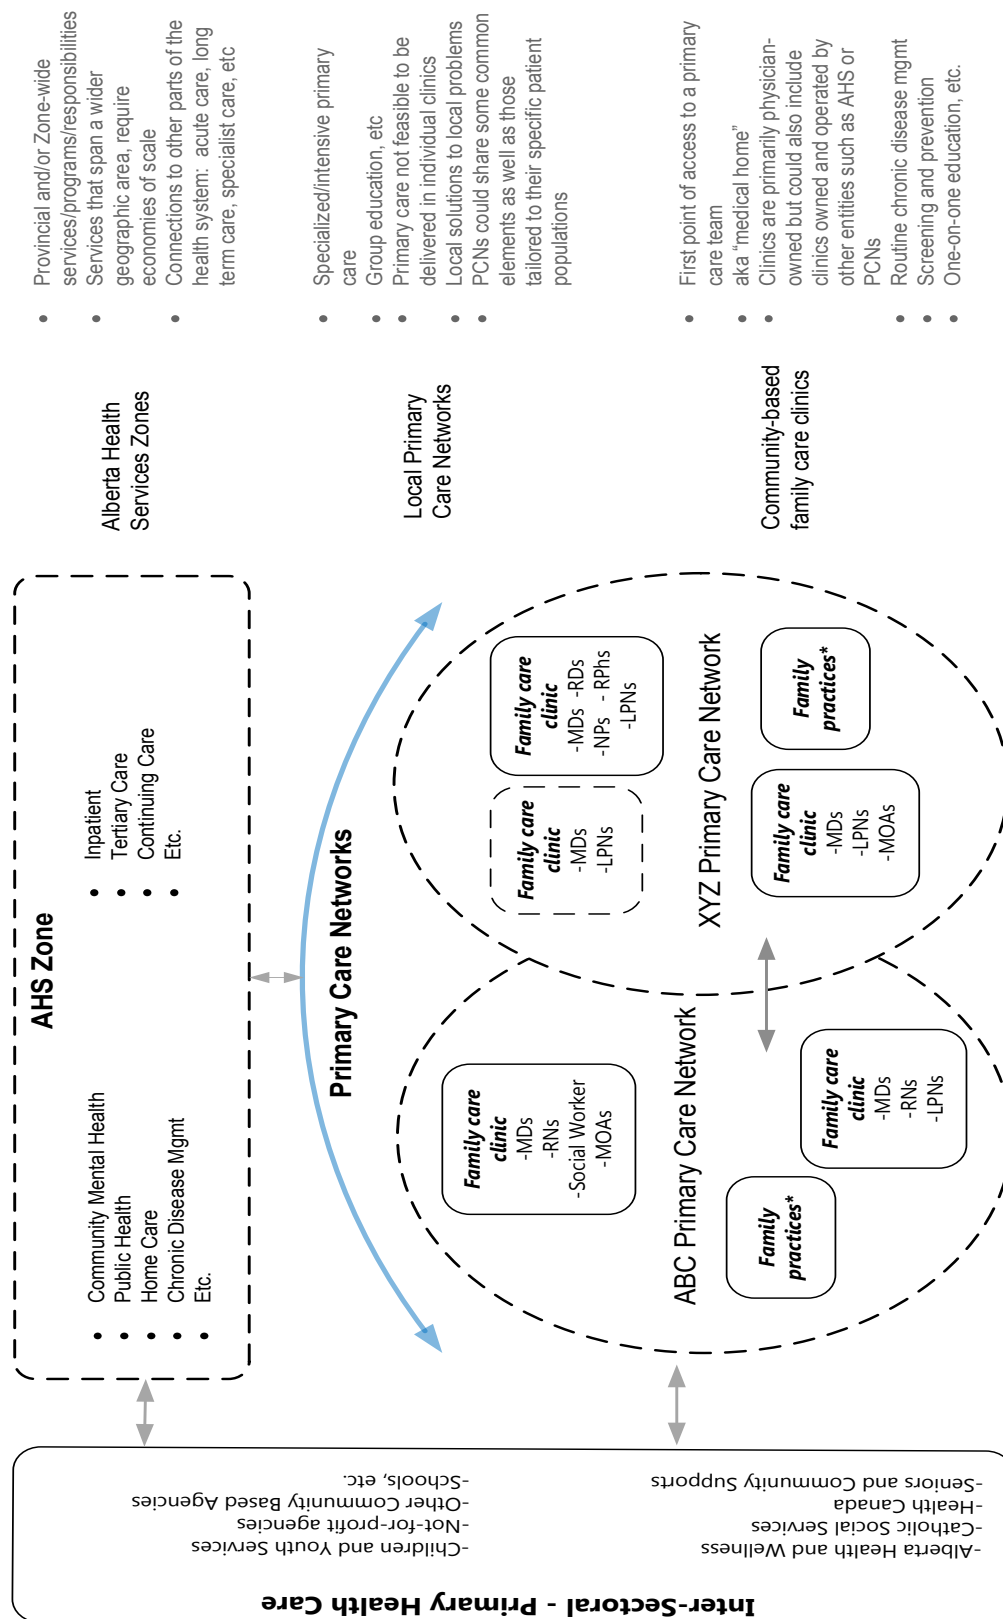 Inter-Sectoral - Primary Health Care
-Children and Youth Services
-Not-for-profit agencies
-Other Community Based Agencies
-Schools, etc.
-Alberta Health and Wellness
-Catholic Social Services
-Health Canada
-Seniors and Community Supports
AHS Zone
• Community Mental Health
• Public Health
• Home Care
• Chronic Disease Mgmt
• Etc.
• Inpatient
• Tertiary Care
• Continuing Care
• Etc.
Primary Care Networks
Family care
clinic
-MDs
-RNs
-Social Worker
-MOAs
ABC Primary Care Network
Family
practices*
Family care
clinic
-MDs
-RNs
-LPNs
Family care
clinic
-MDs
-LPNs
Family care
clinic
-MDs -RDs
-NPs - RPhs
-LPNs
XYZ Primary Care Network
Family care
clinic
-MDs
-LPNs
-MOAs
Family
practices*
Alberta Health
Services Zones
• Provincial and/or Zone-wide
services/programs/responsibilities
• Services that span a wider
geographic area, require
economies of scale
• Connections to other parts of the
health system: acute care, long
term care, specialist care, etc
Local Primary
Care Networks
• Specialized/intensive primary
care
• Group education, etc
• Primary care not feasible to be
delivered in individual clinics
• Local solutions to local problems
• PCNs could share some common
elements as well as those
tailored to their specific patient
populations
Community-based
family care clinics
• First point of access to a primary
care team
• aka “medical home”
• Clinics are primarily physician-
owned but could also include
clinics owned and operated by
other entities such as AHS or
PCNs
• Routine chronic disease mgmt
• Screening and prevention
• One-on-one education, etc.